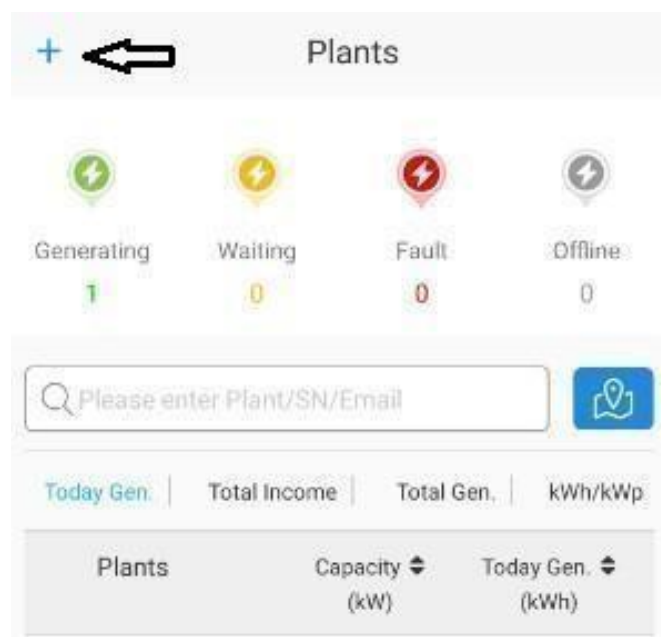 + Plants
Generating Waiting Fault Offline
1 0 0 0
Please enter Plant/SN/Email
Today Gen. Total Income Total Gen. kWh/kWp
Plants Capacity Today Gen.
(kW) (kWh)